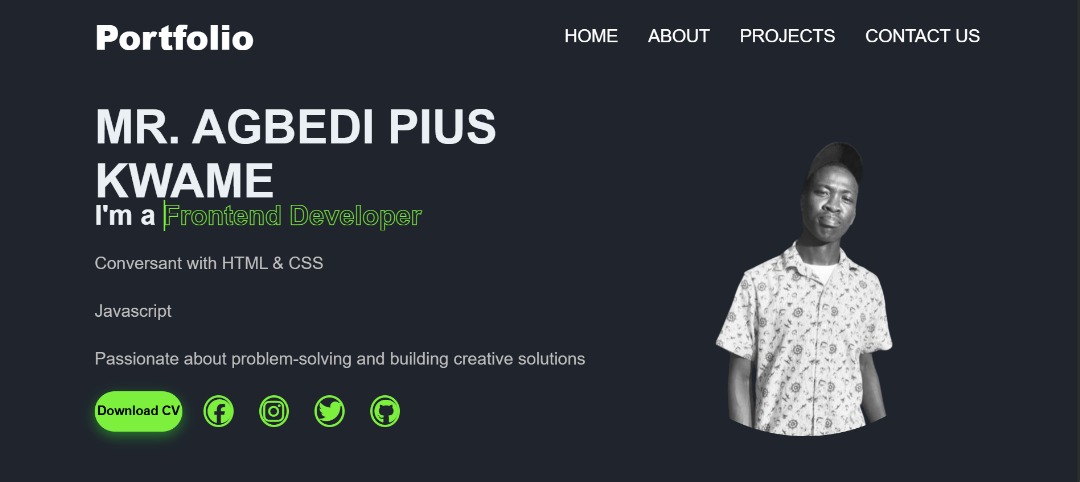 Portfolio
HOME ABOUT PROJECTS CONTACT US
MR. AGBEDI PIUS
KWAME
I'm a Frontend Developer
Conversant with HTML & CSS
Javascript
Passionate about problem-solving and building creative solutions
Download CV